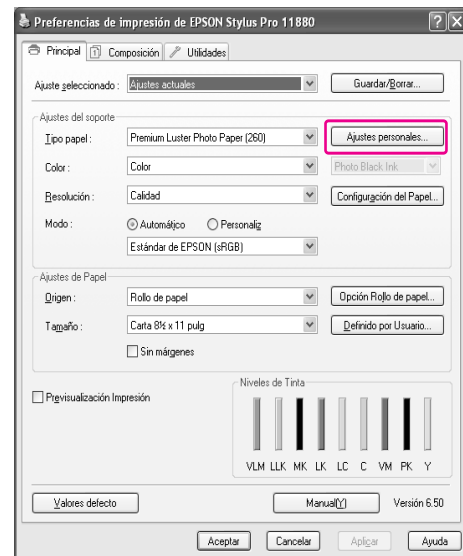 Preferencias de impresión de EPSON Stylus Pro 11880
Principal Composición Utilidades
Ajuste seleccionado : Ajustes actuales Guardar/Borrar...
Ajustes del soporte
Tipo papel : Premium Luster Photo Paper (260) Ajustes personales...
Color : Color Photo Black Ink
Resolución : Calidad Configuración del Papel...
Modo : Automático Personaliz
Estándar de EPSON (sRGB)
Ajustes de Papel
Origen : Rollo de papel Opción Rollo de papel...
Tamaño : Carta 8½ x 11 pulg Definido por Usuario...
Sin márgenes
Previsualización Impresión
Niveles de Tinta
VLM LLK MK LK LC C VM PK Y
Valores defecto Manual(Y) Versión 6.50
Aceptar Cancelar Aplicar Ayuda